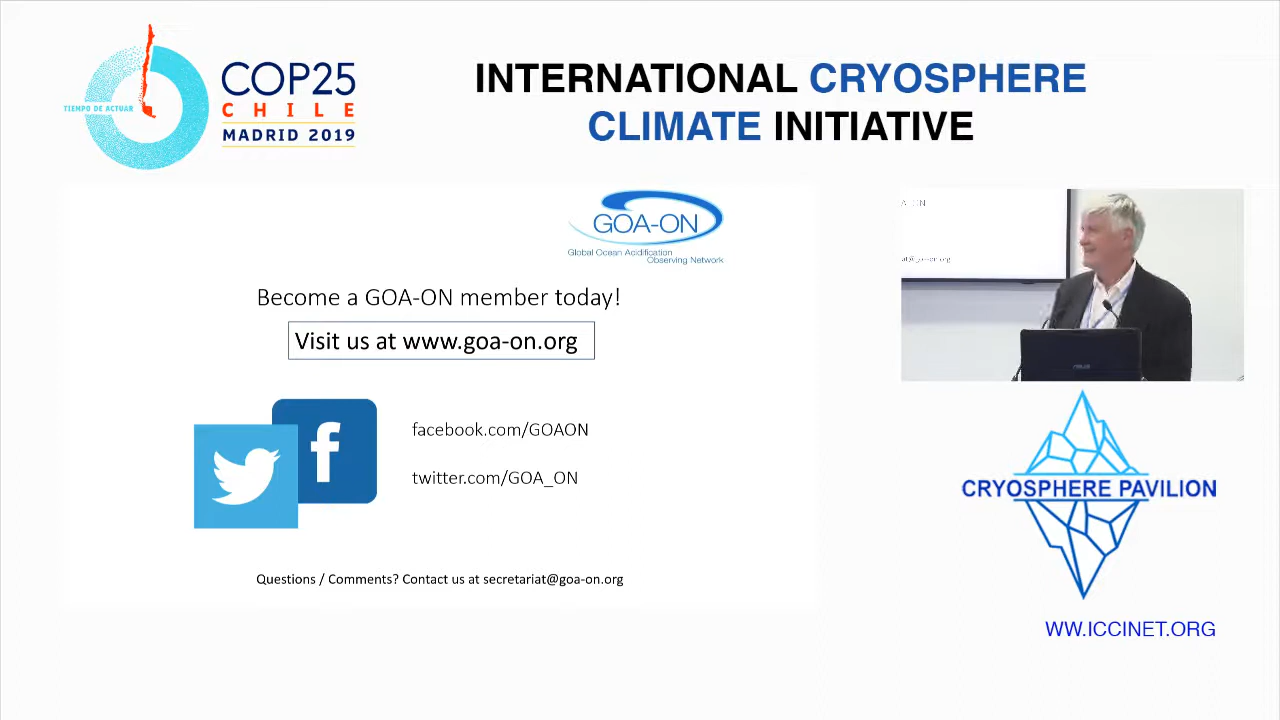 TIEMPO DE ACTUAR
COP25
CHILE
MADRID 2019
INTERNATIONAL CRYOSPHERE
CLIMATE INITIATIVE
GOA-ON
Global Ocean Acidification
Observing Network
Become a GOA-ON member today!
Visit us at www.goa-on.org
f
facebook.com/GOAON
twitter.com/GOA_ON
Questions / Comments? Contact us at secretariat@goa-on.org
ASUS
CRYOSPHERE PAVILION
WW.ICCINET.ORG